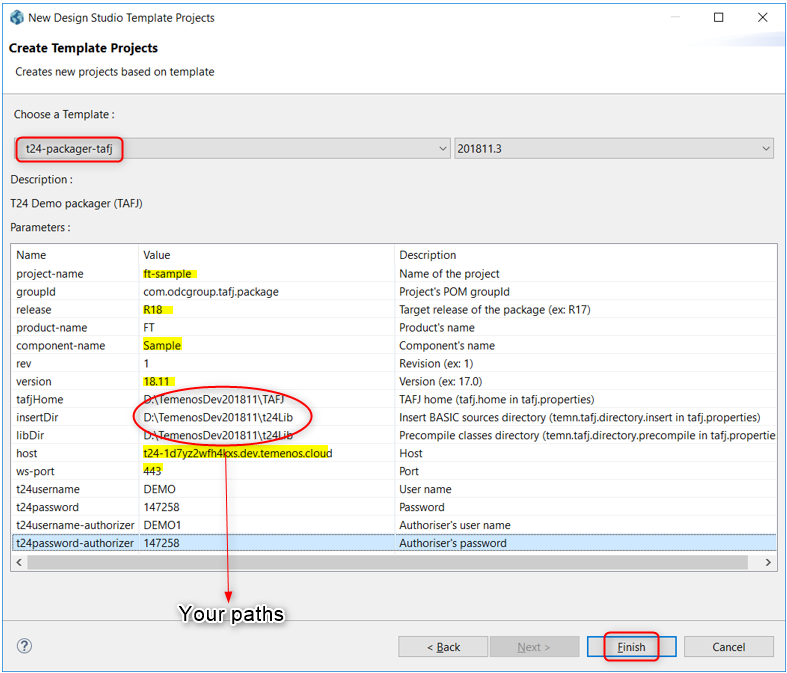 New Design Studio Template Projects
Create Template Projects
Creates new projects based on template
Choose a Template :
t24-packager-tafj 201811.3
Description :
T24 Demo packager (TAFJ)
Parameters :
Name Value Description
project-name ft-sample Name of the project
groupId com.odcgroup.tafj.package Project's POM groupId
release R18 Target release of the package (ex: R17)
product-name FT Product's name
component-name Sample Component's name
rev 1 Revision (ex: 1)
version 18.11 Version (ex: 17.0)
tafjHome D:\TemenosDev201811\TAFJ TAFJ home (tafj.home in tafj.properties)
insertDir D:\TemenosDev201811\t24Lib Insert BASIC sources directory (temn.tafj.directory.insert in tafj.properties)
libDir D:\TemenosDev201811\t24Lib Precompile classes directory (temn.tafj.directory.precompile in tafj.propertie
host t24-1d7yz2wfh4kxs.dev.temenos.cloud Host
ws-port 443 Port
t24username DEMO User name
t24password 147258 Password
t24username-authorizer DEMO1 Authoriser's user name
t24password-authorizer 147258 Authoriser's password
Your paths
? < Back Next > Finish Cancel